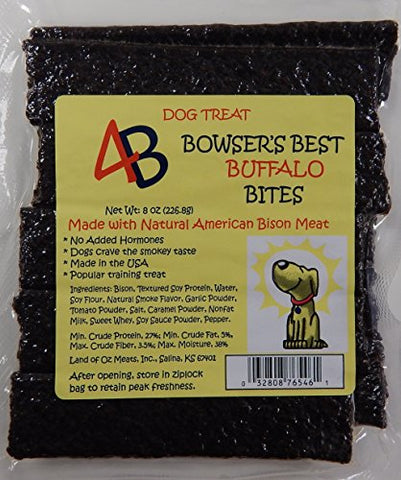 DOG TREAT
4B
BOWSER'S BEST
BUFFALO
BITES
Net Wt: 8 oz (226.8g)
Made with Natural American Bison Meat
* No Added Hormones
* Dogs Crave the smokey taste
* Made in the USA
* Popular training treat
Ingredients: Bison, Textured Soy Protein, Water,
Soy Flour, Natural Smoke Flavor, Garlic Powder,
Tomato Powder, Salt, Caramel Powder, Nonfat
Milk, Sweet Whey, Soy Sauce Powder, Pepper.
Min. Crude Protein, 27%; Min. Crude Fat, 5%,
Max. Crude Fiber, 3.5%; Max. Moisture, 38%
Land of Oz Meats, Inc., Salina, KS 67401
After opening, store in ziplock
bag to retain peak freshness.
0 32808 76546 1